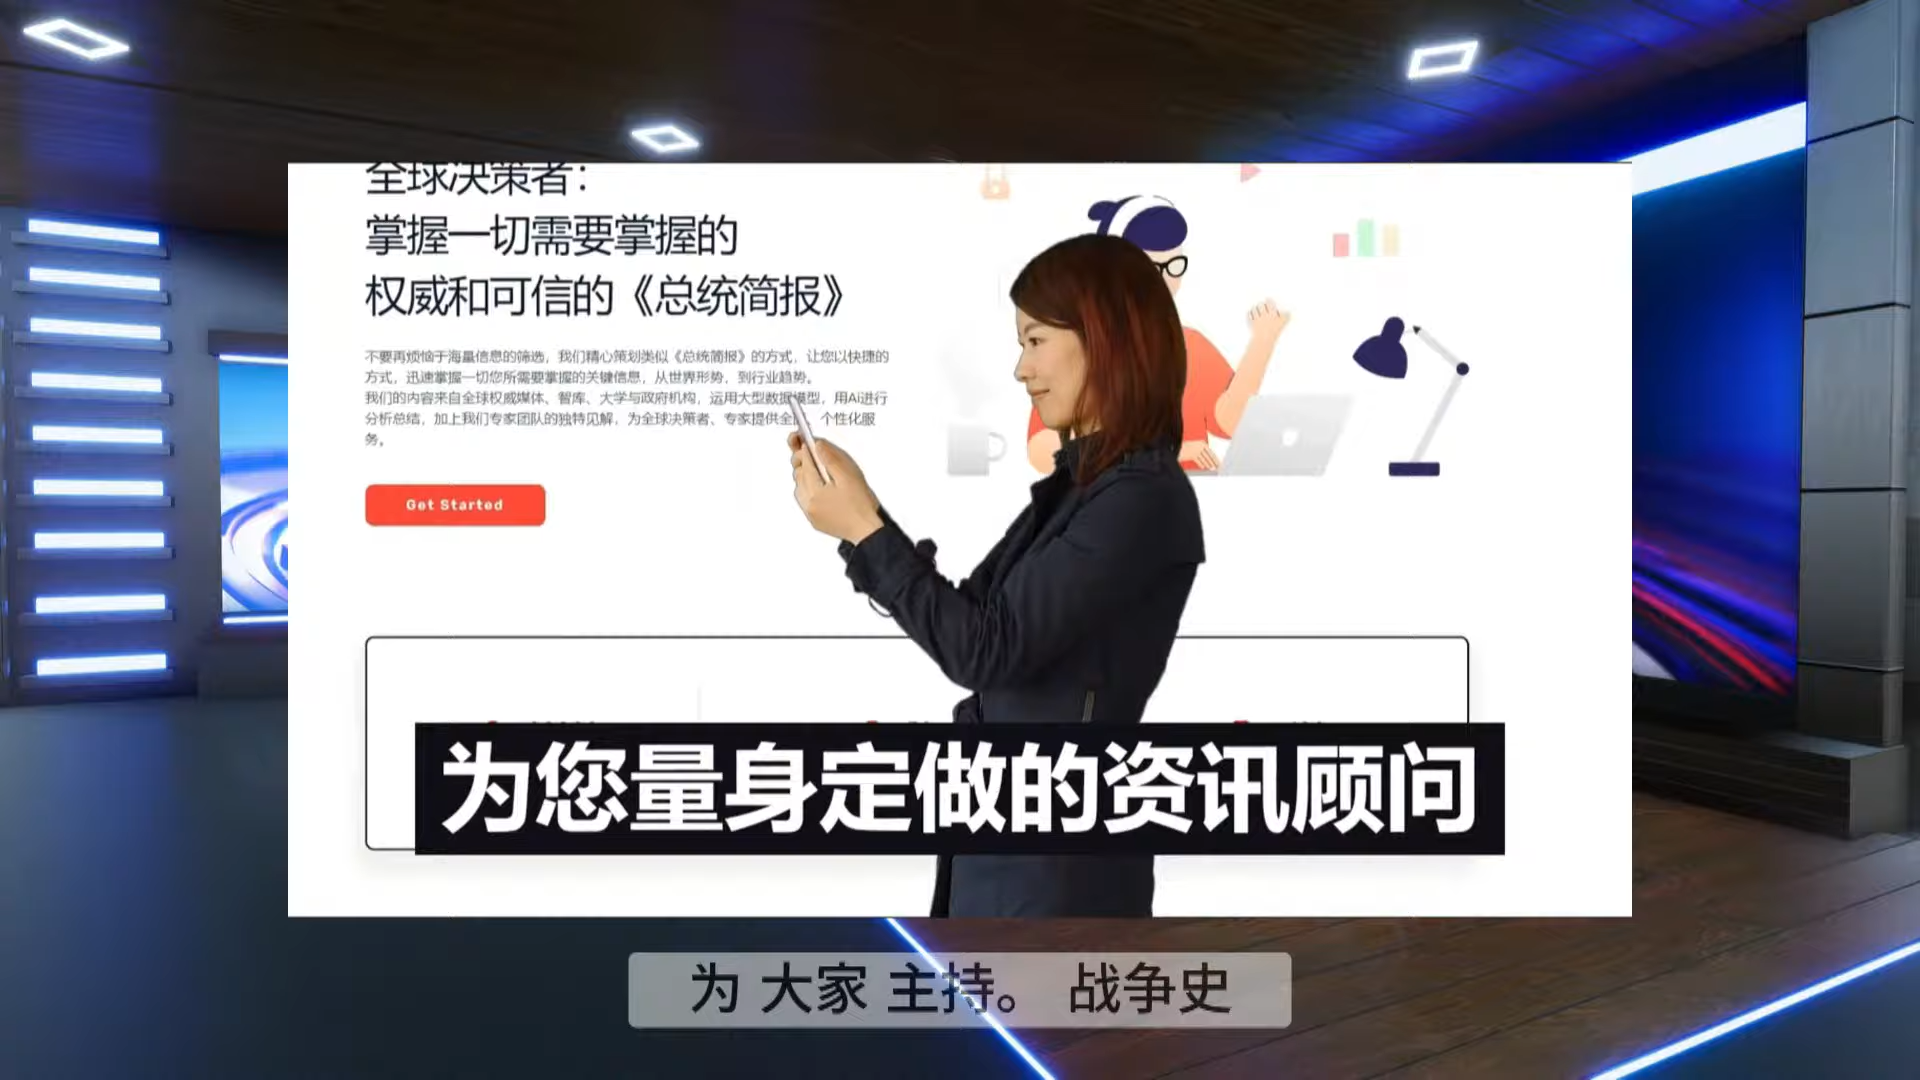 全球决策者：
掌握一切需要掌握的
权威和可信的《总统简报》
不要再烦恼于海量信息的筛选，我们精心策划类似《总统简报》的方式，让您以快捷的
方式，迅速掌握一切您所需要掌握的关键信息，从世界形势，到行业趋势。
我们的内容来自全球权威媒体、智库、大学与政府机构，运用大型数据模型，用AI进行
分析总结，加上我们专家团队的独特见解，为全球决策者、专家提供全 个性化服
务。
Get Started
为您量身定做的资讯顾问
为 大家 主持。 战争史